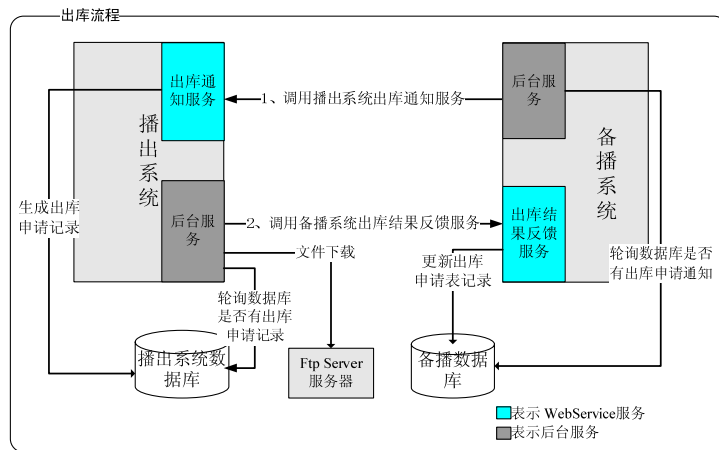 出库流程
出库通
知服务
播出系统
后台服
务
1、调用播出系统出库通知服务
后台服
务
备播系统
生成出库
申请记录
2、调用备播系统出库结果反馈服务
出库结
果反馈
服务
文件下载
更新出库
申请表记录
轮询数据库是否
有出库申请通知
轮询数据库
是否有出库
申请记录
播出系统数
据库
Ftp Server
服务器
备播数据
库
表示 WebService服务
表示后台服务